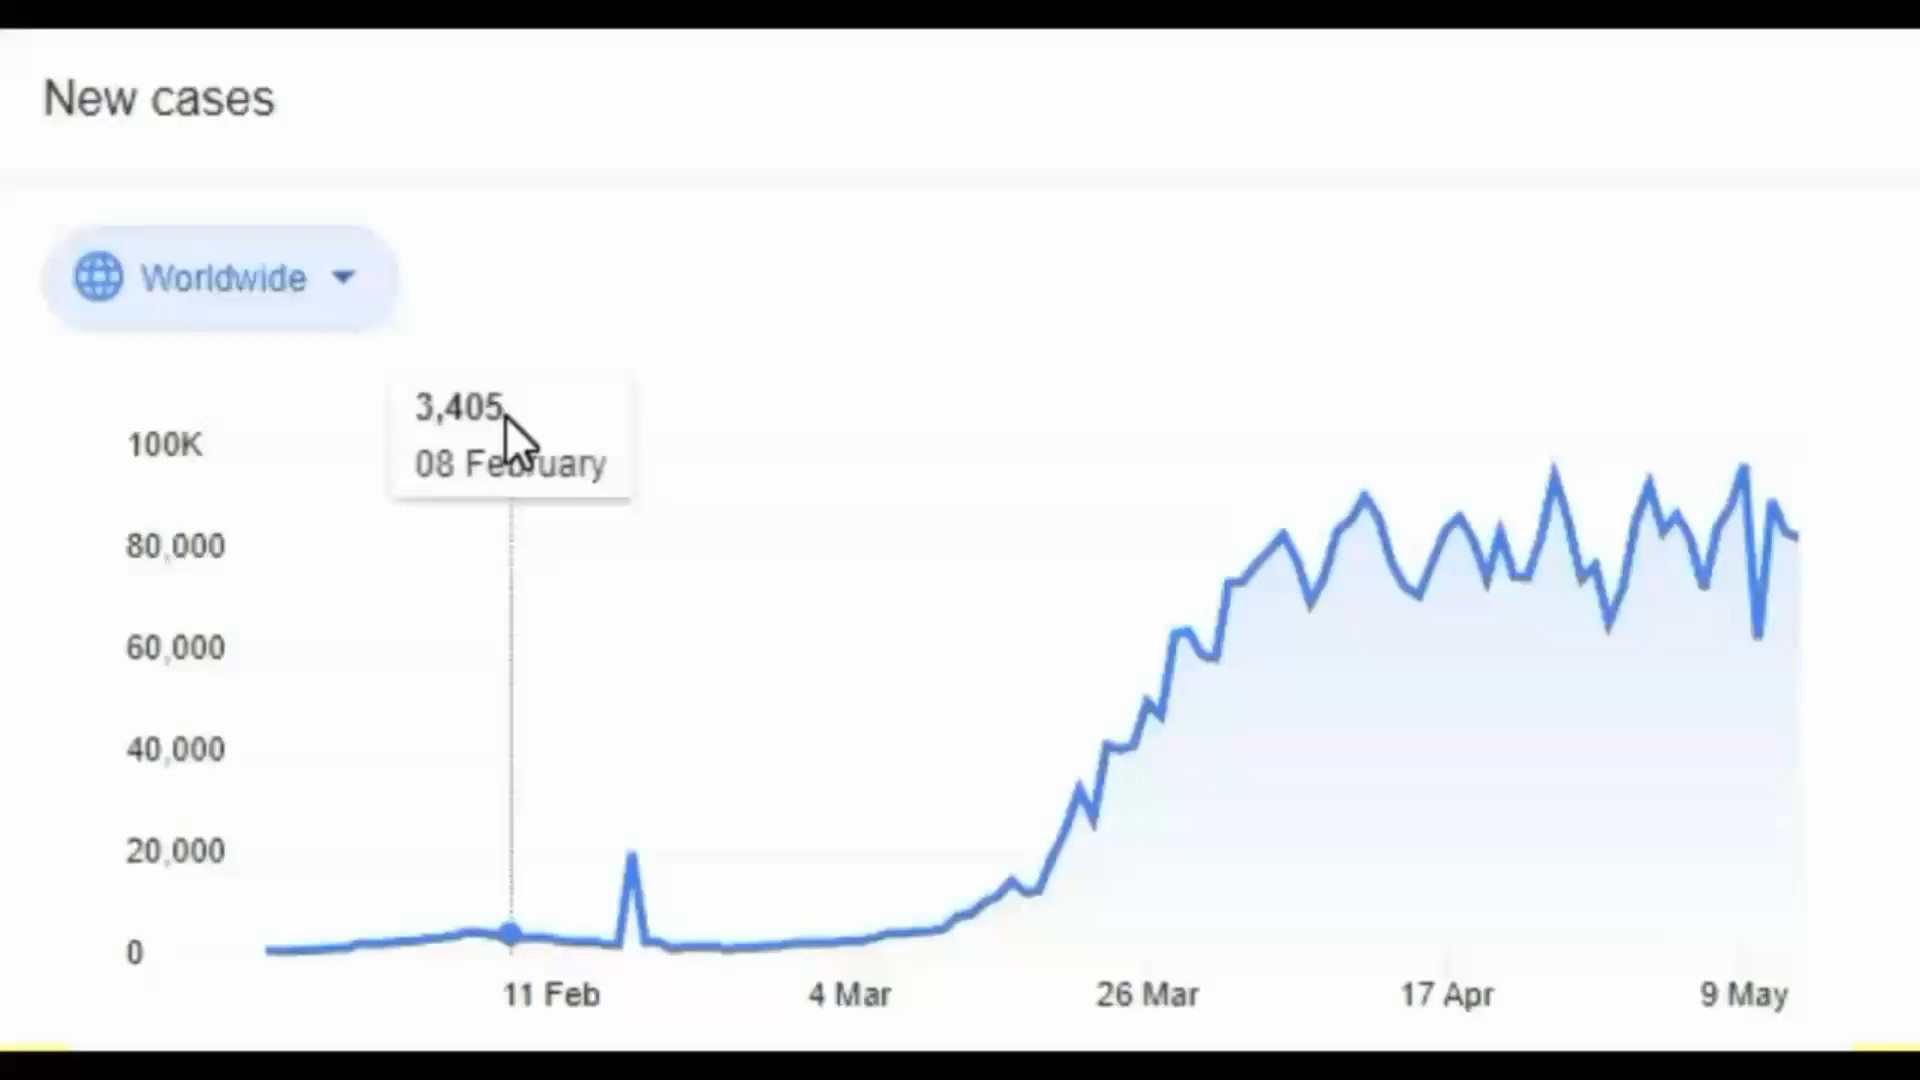 New cases
Worldwide
3,405
08 February
100K
80,000
60,000
40,000
20,000
0
11 Feb
4 Mar
26 Mar
17 Apr
9 May